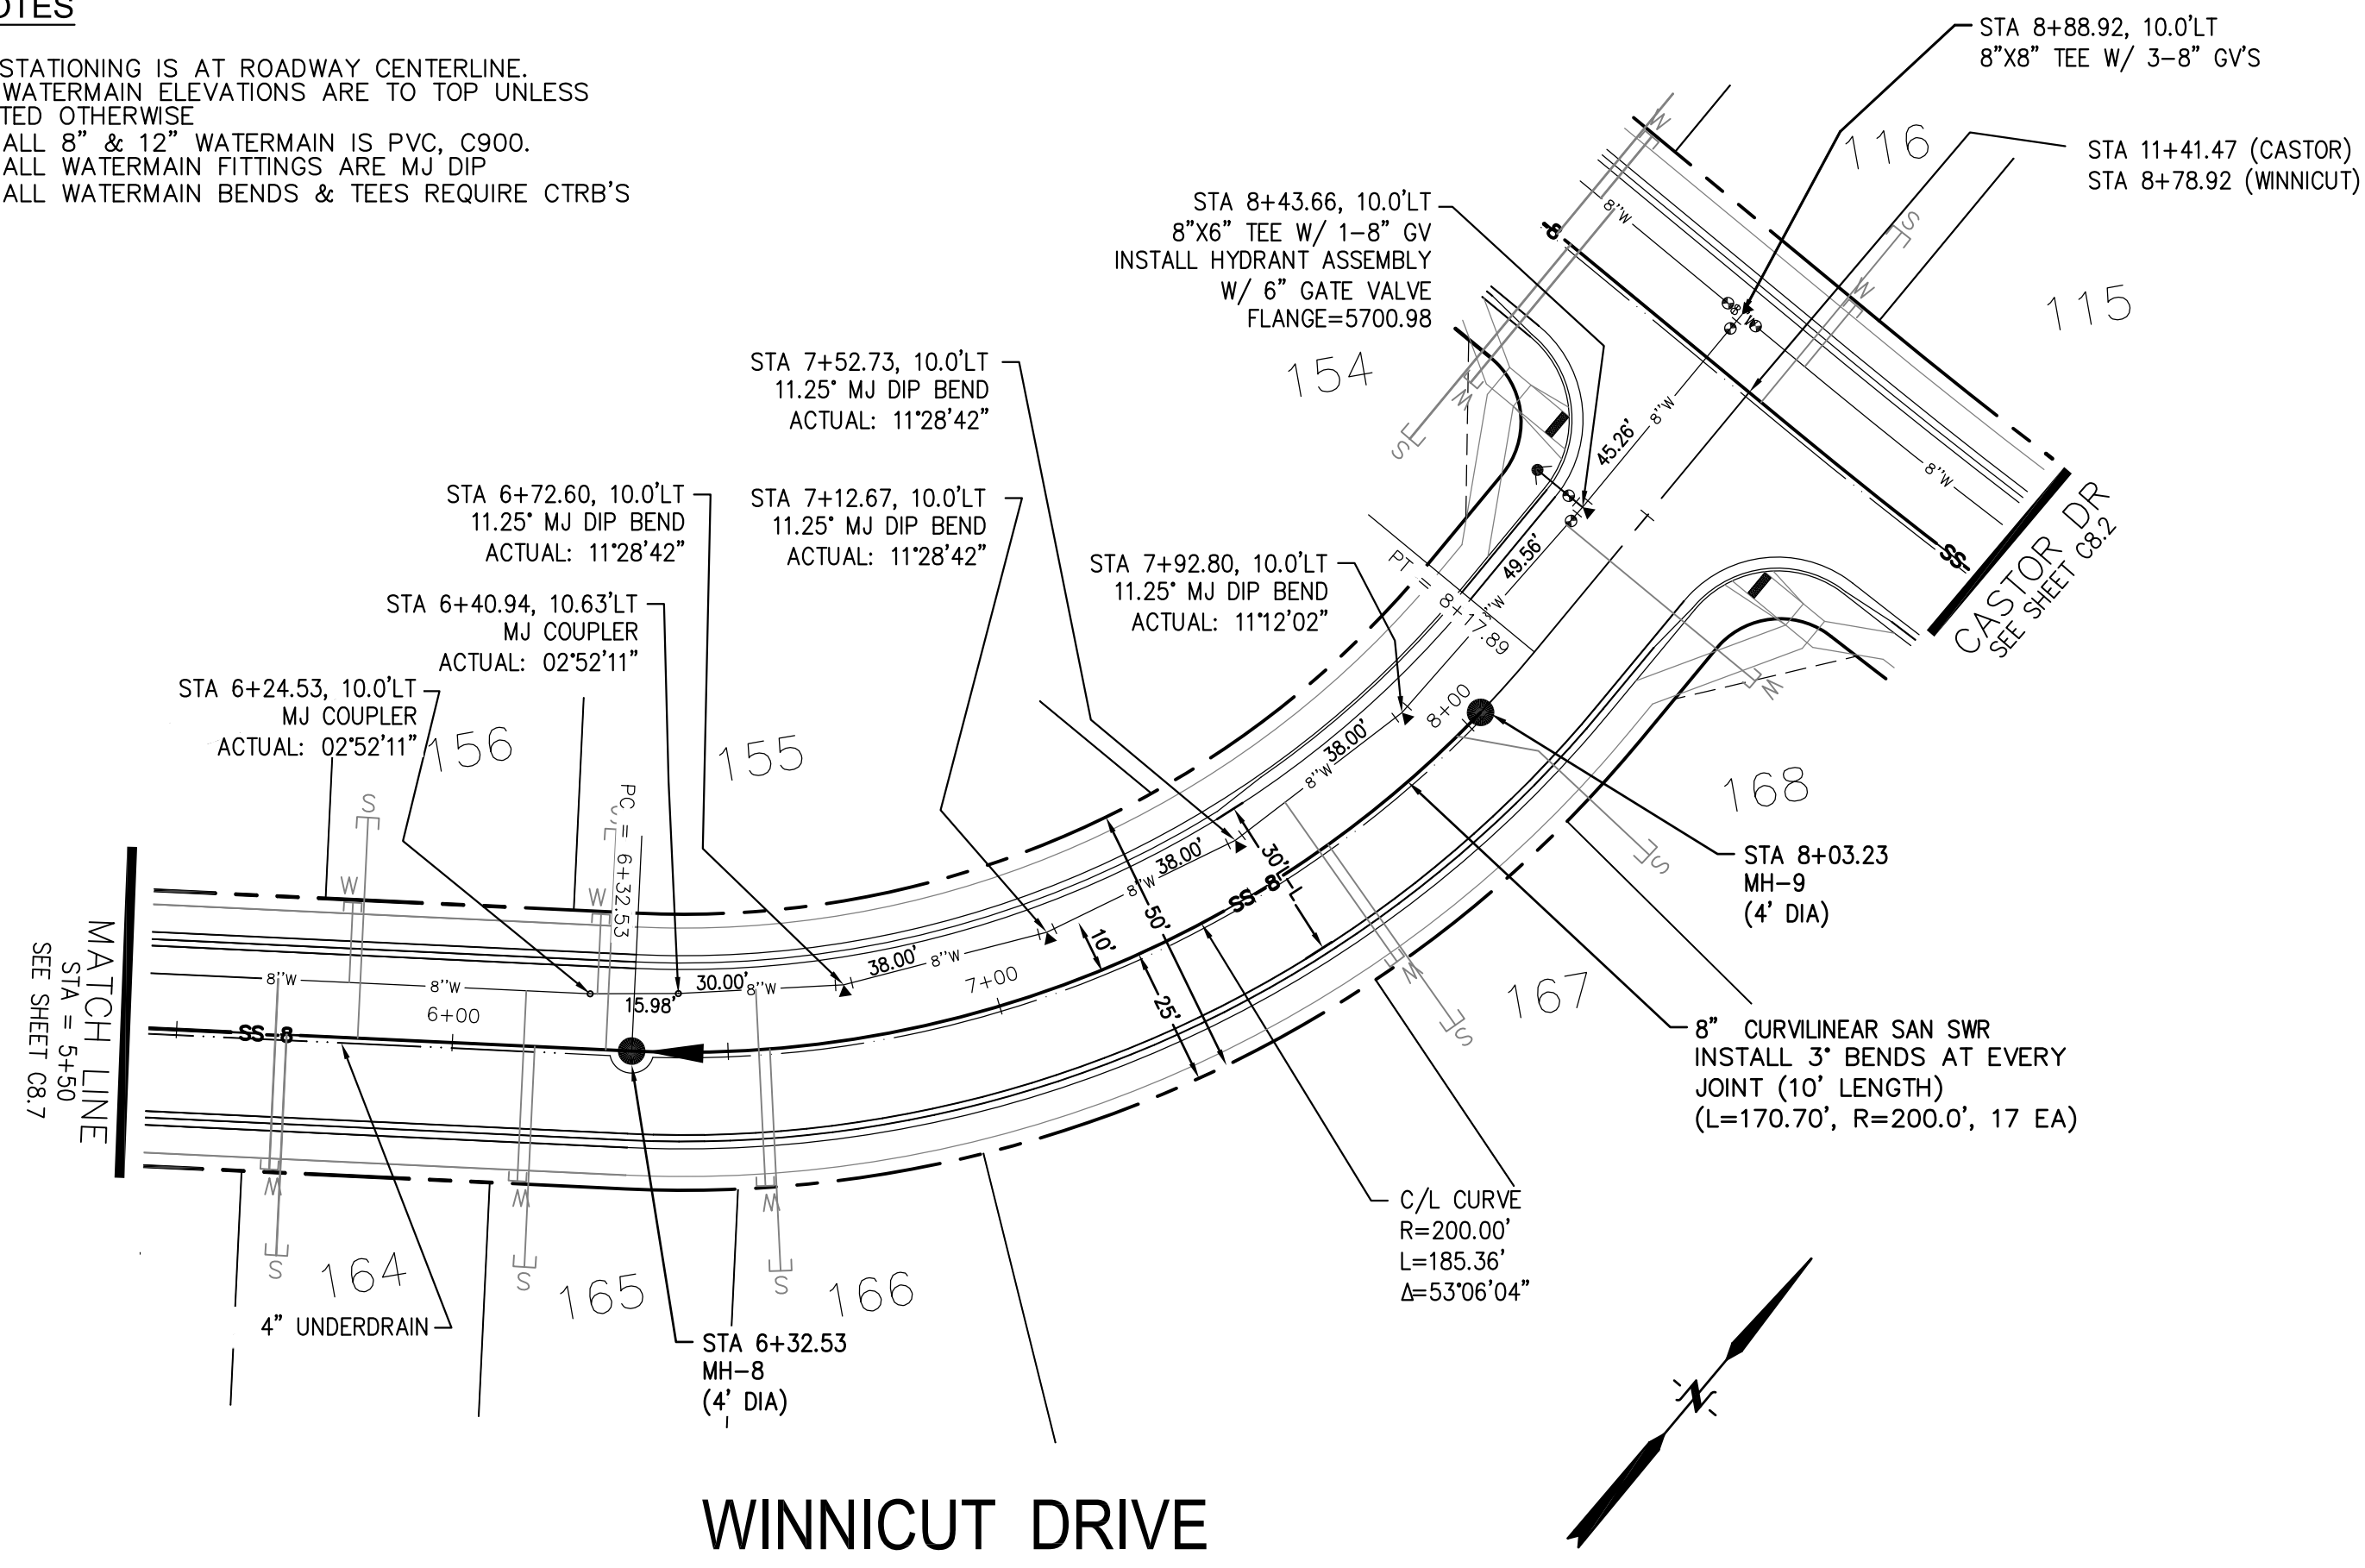 STATIONING IS AT ROADWAY CENTERLINE.
WATERMAIN ELEVATIONS ARE TO TOP UNLESS
TED OTHERWISE
ALL 8" & 12" WATERMAIN IS PVC, C900.
ALL WATERMAIN FITTINGS ARE MJ DIP
ALL WATERMAIN BENDS & TEES REQUIRE CTRB'S
STA 8+88.92, 10.0'LT
8"X8" TEE W/ 3-8" GV'S
STA 11+41.47 (CASTOR)
STA 8+78.92 (WINNICUT)
STA 8+43.66, 10.0'LT
8"X6" TEE W/ 1-8" GV
INSTALL HYDRANT ASSEMBLY
W/ 6" GATE VALVE
FLANGE=5700.98
STA 7+52.73, 10.0'LT
11.25° MJ DIP BEND
ACTUAL: 11°28'42"
STA 6+72.60, 10.0'LT
11.25° MJ DIP BEND
ACTUAL: 11°28'42"
STA 7+12.67, 10.0'LT
11.25° MJ DIP BEND
ACTUAL: 11°28'42"
STA 7+92.80, 10.0'LT
11.25° MJ DIP BEND
ACTUAL: 11°12'02"
STA 6+40.94, 10.63'LT
MJ COUPLER
ACTUAL: 02°52'11"
STA 6+24.53, 10.0'LT
MJ COUPLER
ACTUAL: 02°52'11"
116
115
154
156
155
168
167
164
165
166
W
S
W
8"W
8"W
8"W
45.26'
49.56'
S
W
PT = 8+17.89
CASTOR DR
SEE SHEET C8.2
SS
W
S
8+00
38.00'
8"W
38.00'
8"W
38.00'
8"W
30.00'
8"W
15.98'
8"W
8"W
PC = 6+32.53
S
W
W
6+00
7+00
10'
50'
30'
25'
SS 8
SS 8
W
S
MATCH LINE
STA = 5+50
SEE SHEET C8.7
W
S
W
S
W
S
STA 8+03.23
MH-9
(4' DIA)
8" CURVILINEAR SAN SWR
INSTALL 3° BENDS AT EVERY
JOINT (10' LENGTH)
(L=170.70', R=200.0', 17 EA)
C/L CURVE
R=200.00'
L=185.36'
Δ=53°06'04"
4" UNDERDRAIN
STA 6+32.53
MH-8
(4' DIA)
N
WINNICUT DRIVE